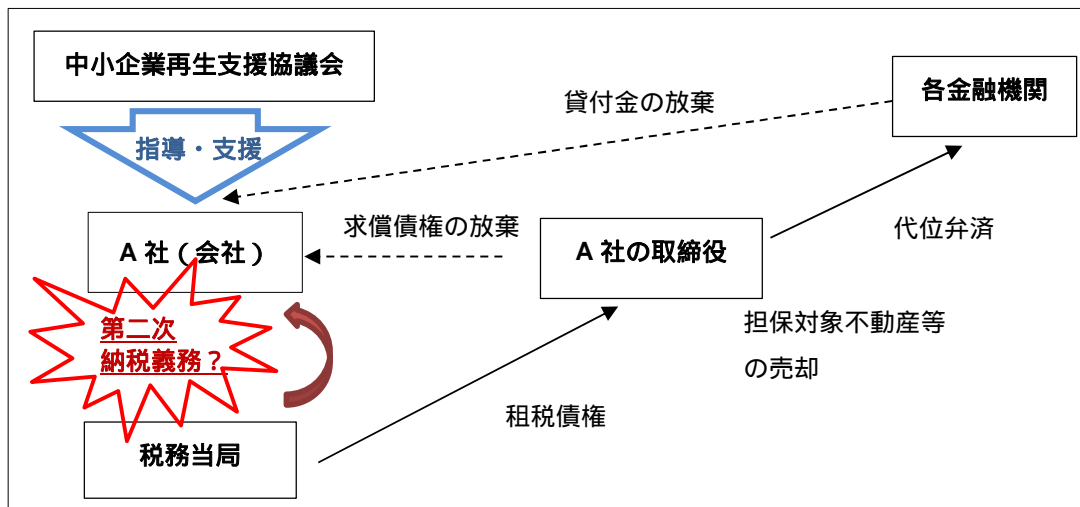 中小企業再生支援協議会
各金融機関
貸付金の放棄
指導・支援
求償債権の放棄
代位弁済
A 社（会社）
A 社の取締役
第二次
納税義務？
担保対象不動産等
の売却
租税債権
税務当局